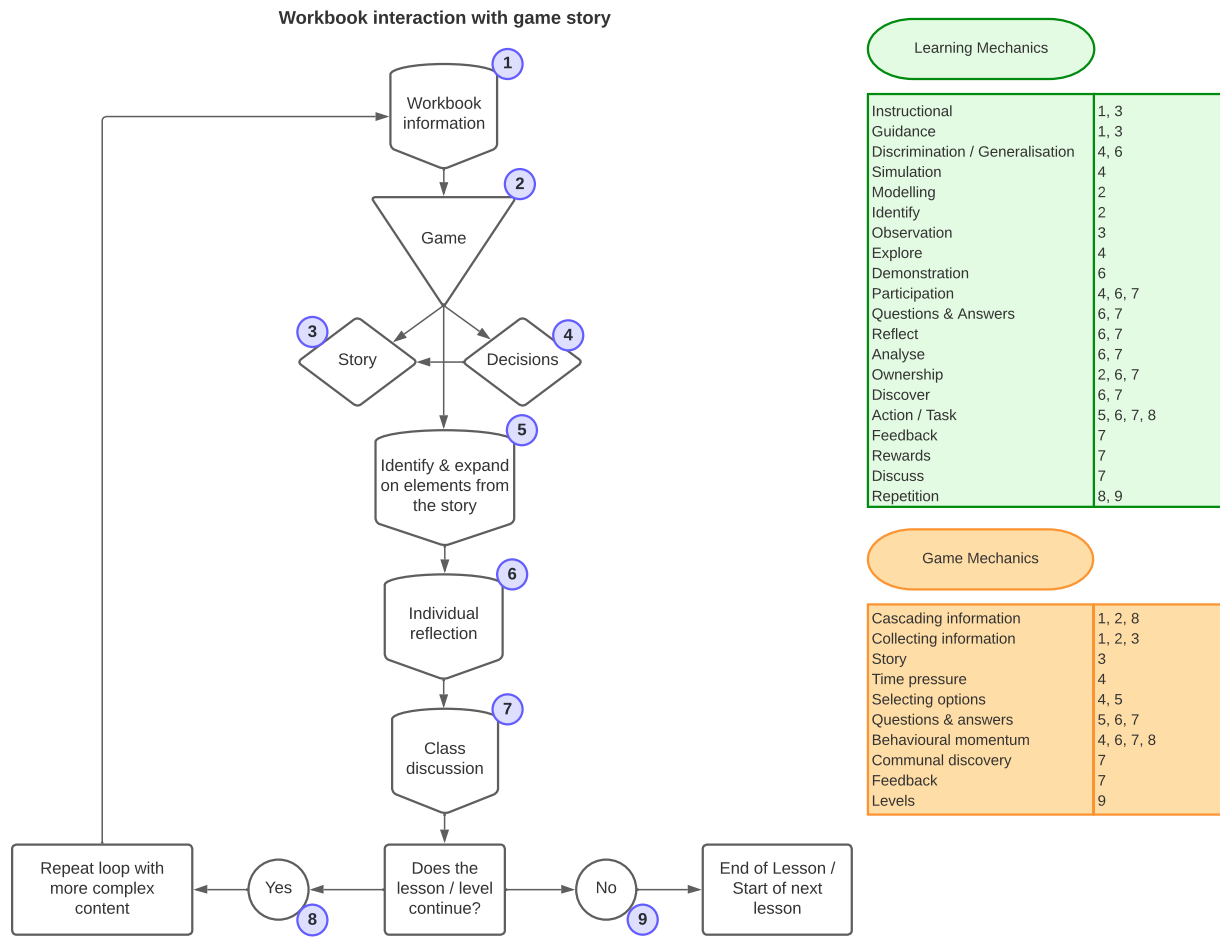 Workbook interaction with game story
1
Workbook
information
2
Game
3
Story
4
Decisions
5
Identify & expand
on elements from
the story
6
Individual
reflection
7
Class
discussion
Repeat loop with
more complex
content
Yes
8
Does the
lesson / level
continue?
No
9
End of Lesson /
Start of next
lesson
Learning Mechanics
Instructional 1, 3
Guidance 1, 3
Discrimination / Generalisation 4, 6
Simulation 4
Modelling 2
Identify 2
Observation 3
Explore 4
Demonstration 6
Participation 4, 6, 7
Questions & Answers 6, 7
Reflect 6, 7
Analyse 6, 7
Ownership 2, 6, 7
Discover 6, 7
Action / Task 5, 6, 7, 8
Feedback 7
Rewards 7
Discuss 7
Repetition 8, 9
Game Mechanics
Cascading information 1, 2, 8
Collecting information 1, 2, 3
Story 3
Time pressure 4
Selecting options 4, 5
Questions & answers 5, 6, 7
Behavioural momentum 4, 6, 7, 8
Communal discovery 7
Feedback 7
Levels 9